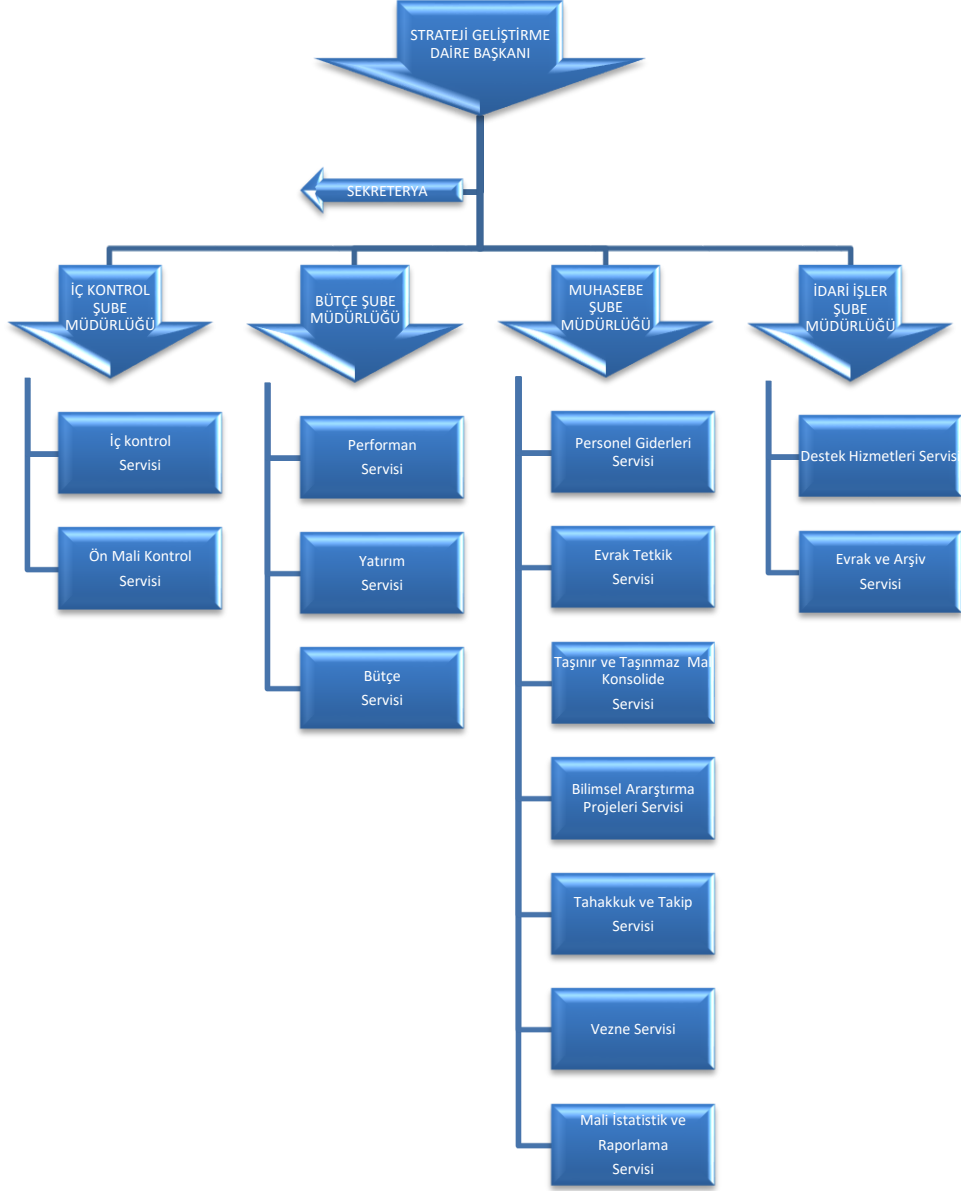 STRATEJİ GELİŞTİRME
DAİRE BAŞKANI
SEKRETERYA
İÇ KONTROL
ŞUBE
MÜDÜRLÜĞÜ
BÜTÇE ŞUBE
MÜDÜRLÜĞÜ
MUHASEBE
ŞUBE
MÜDÜRLÜĞÜ
İDARİ İŞLER
ŞUBE
MÜDÜRLÜĞÜ
İç kontrol
Servisi
Ön Mali Kontrol
Servisi
Performan
Servisi
Yatırım
Servisi
Bütçe
Servisi
Personel Giderleri
Servisi
Evrak Tetkik
Servisi
Taşınır ve Taşınmaz Mal
Konsolide
Servisi
Bilimsel Ararştırma
Projeleri Servisi
Tahakkuk ve Takip
Servisi
Vezne Servisi
Mali İstatistik ve
Raporlama
Servisi
Destek Hizmetleri Servisi
Evrak ve Arşiv
Servisi